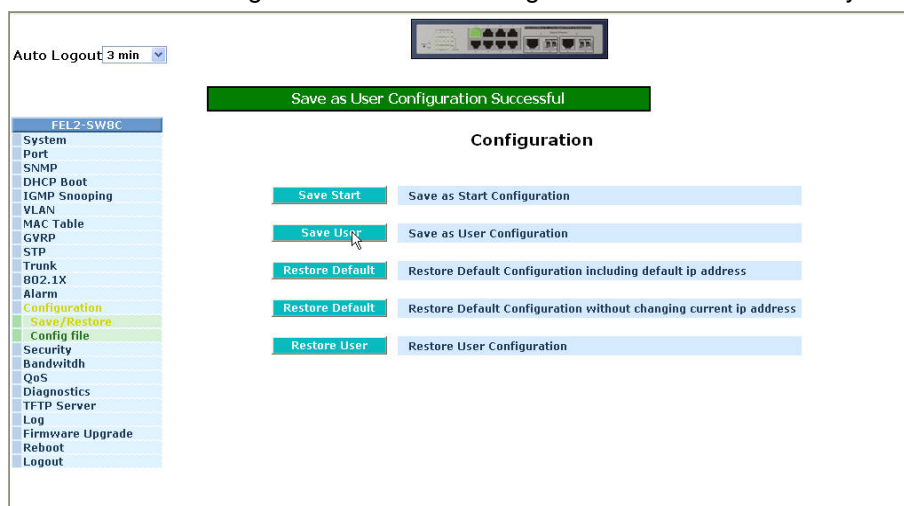 Auto Logout 3 min
Save as User Configuration Successful
FEL2-SW8C
System
Port
SNMP
DHCP Boot
IGMP Snooping
VLAN
MAC Table
GVRP
STP
Trunk
802.1X
Alarm
Configuration
Save/Restore
Config file
Security
Bandwitdh
QoS
Diagnostics
TFTP Server
Log
Firmware Upgrade
Reboot
Logout
Configuration
Save Start Save as Start Configuration
Save User Save as User Configuration
Restore Default Restore Default Configuration including default ip address
Restore Default Restore Default Configuration without changing current ip address
Restore User Restore User Configuration